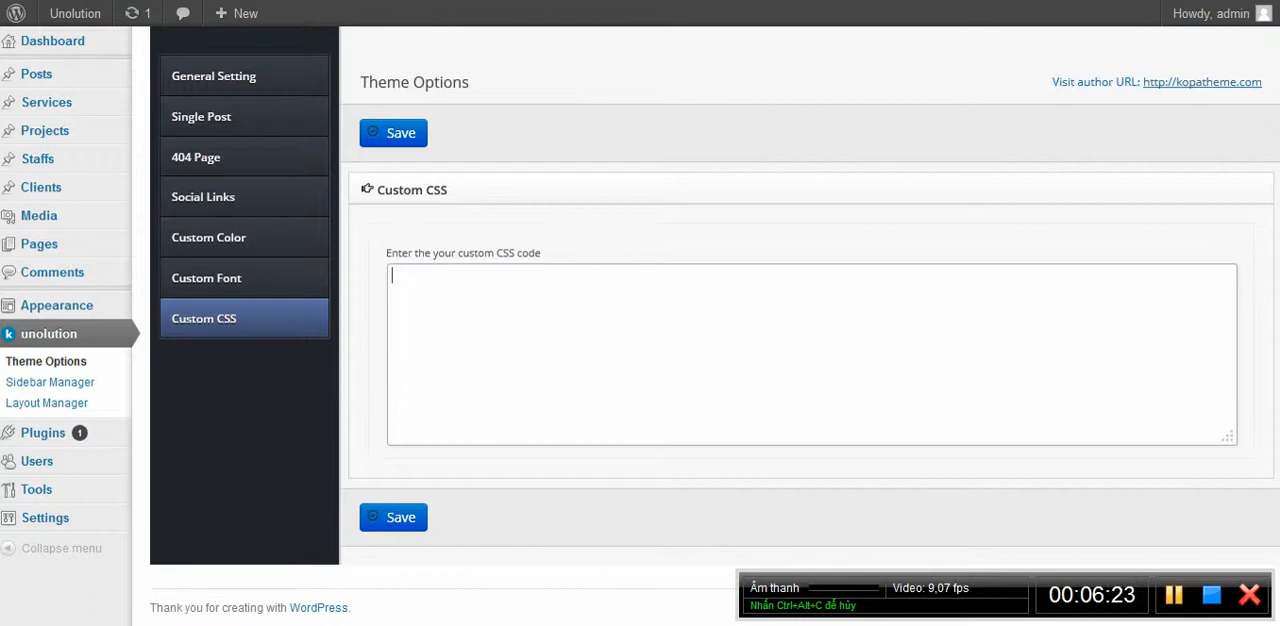 Unolution
1
New
Howdy, admin
Dashboard
Posts
Services
Projects
Staffs
Clients
Media
Pages
Comments
Appearance
k unolution
Theme Options
Sidebar Manager
Layout Manager
Plugins 1
Users
Tools
Settings
Collapse menu
General Setting
Single Post
404 Page
Social Links
Custom Color
Custom Font
Custom CSS
Theme Options
Visit author URL: http://kopatheme.com
Save
Custom CSS
Enter the your custom CSS code
Save
Thank you for creating with WordPress.
Âm thanh
Video: 9,07 fps
Nhấn Ctrl+Alt+C để hủy
00:06:23